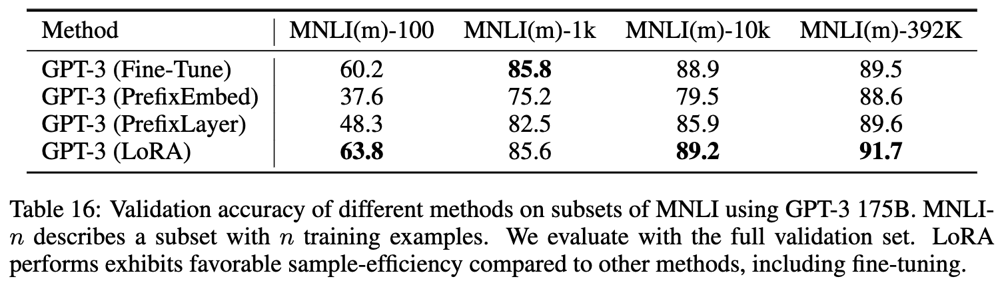 Method MNLI(m)-100 MNLI(m)-1k MNLI(m)-10k MNLI(m)-392K
GPT-3 (Fine-Tune) 60.2 85.8 88.9 89.5
GPT-3 (PrefixEmbed) 37.6 75.2 79.5 88.6
GPT-3 (PrefixLayer) 48.3 82.5 85.9 89.6
GPT-3 (LoRA) 63.8 85.6 89.2 91.7
Table 16: Validation accuracy of different methods on subsets of MNLI using GPT-3 175B. MNLI-
n describes a subset with n training examples. We evaluate with the full validation set. LoRA
performs exhibits favorable sample-efficiency compared to other methods, including fine-tuning.